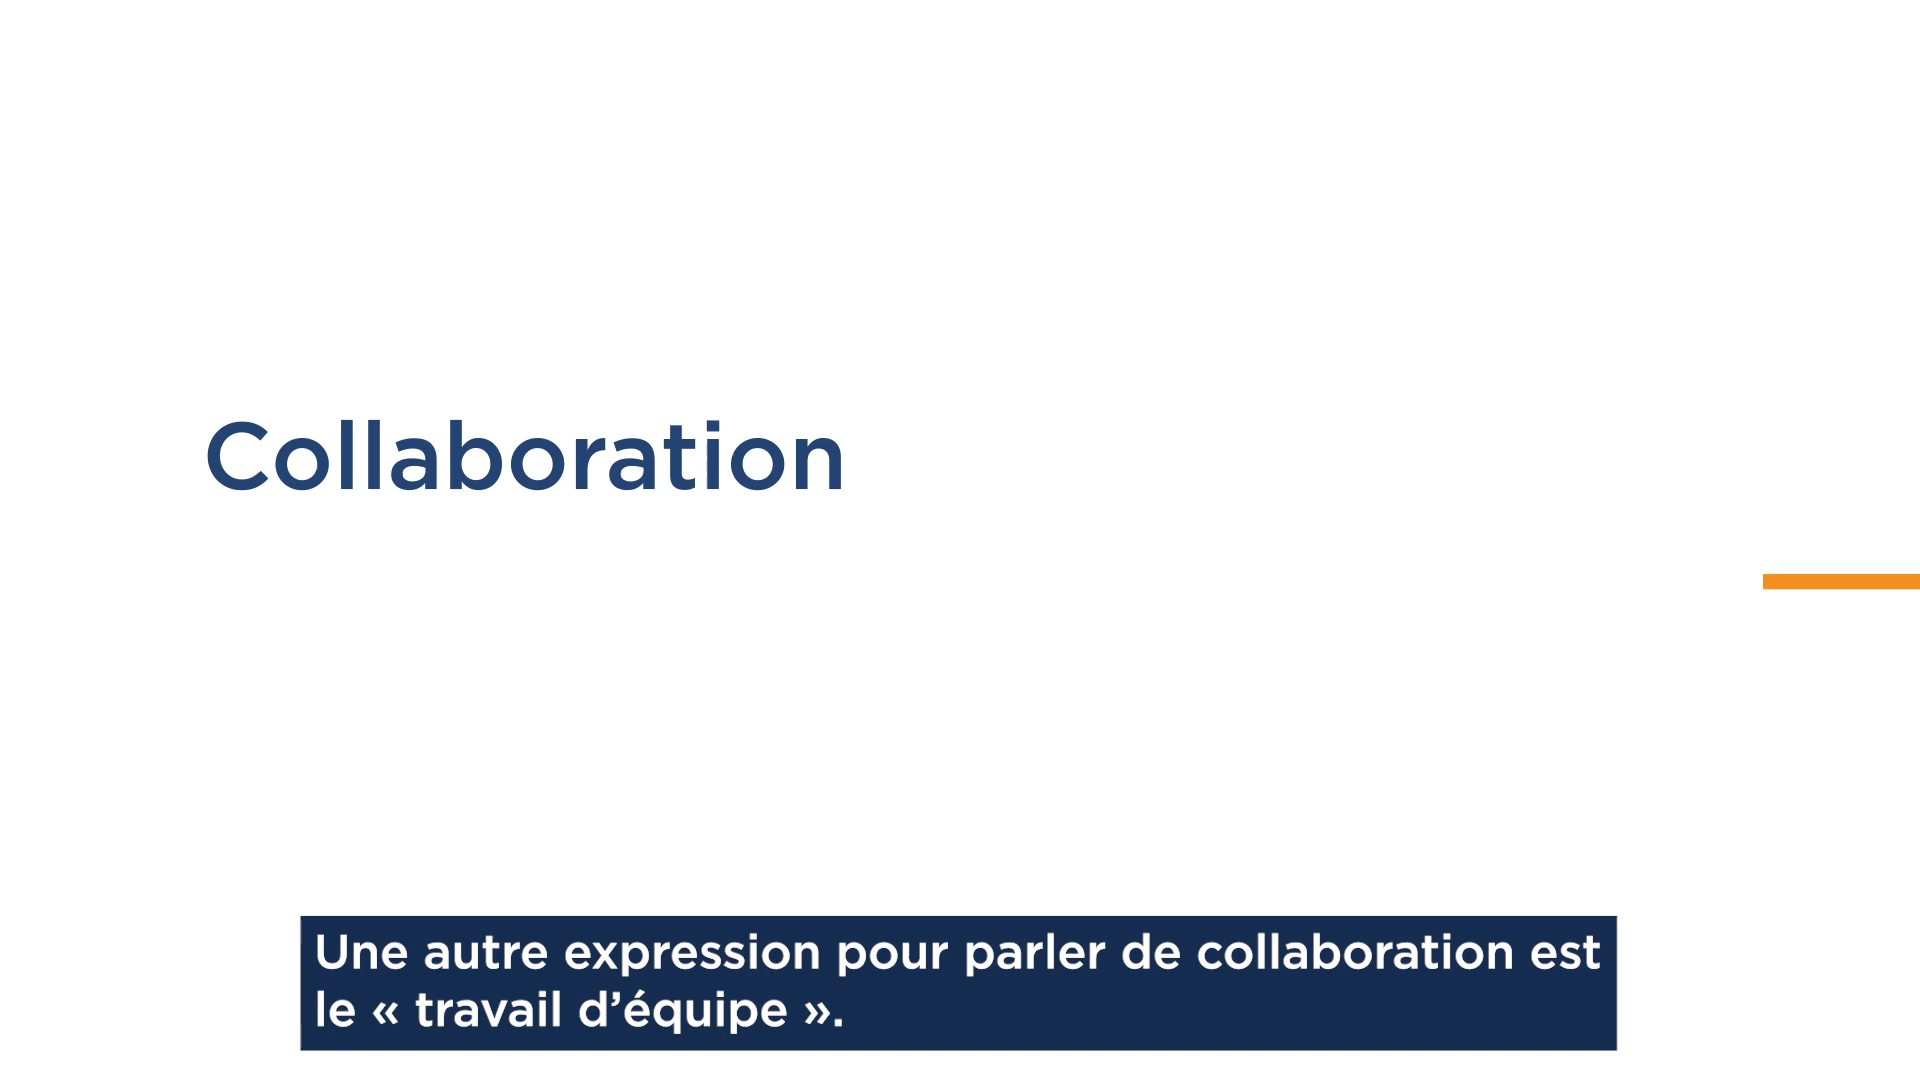 Collaboration
Une autre expression pour parler de collaboration est
le « travail d’équipe ».